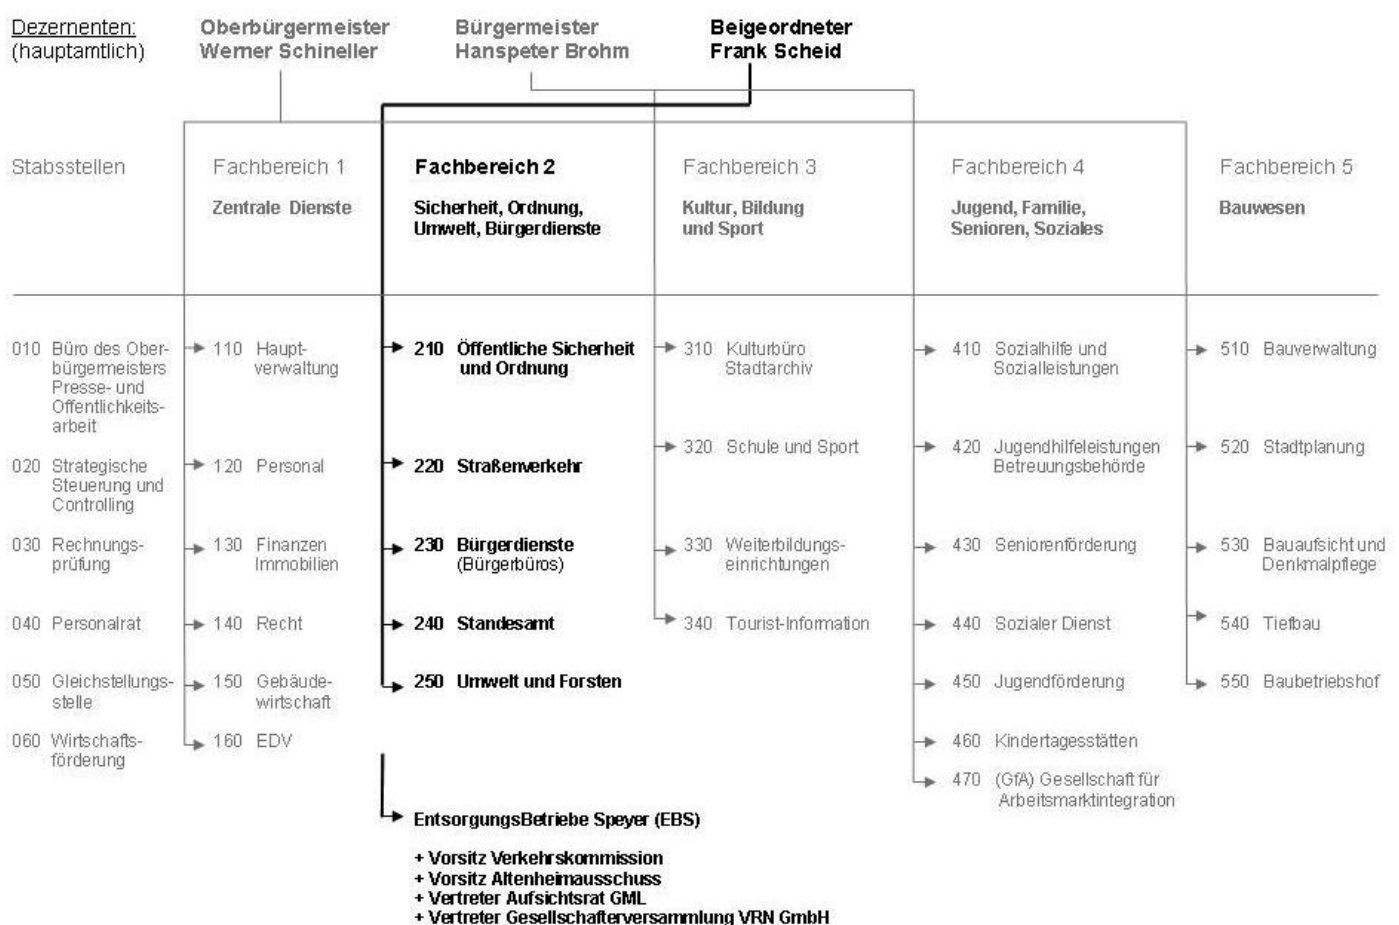 Dezernenten:
(hauptamtlich)
Oberbürgermeister
Werner Schineller
Bürgermeister
Hanspeter Brohm
Beigeordneter
Frank Scheid
Stabsstellen
Fachbereich 1
Zentrale Dienste
Fachbereich 2
Sicherheit, Ordnung,
Umwelt, Bürgerdienste
Fachbereich 3
Kultur, Bildung
und Sport
Fachbereich 4
Jugend, Familie,
Senioren, Soziales
Fachbereich 5
Bauwesen
010 Büro des Ober-
bürgermeisters
Presse- und
Öffentlichkeits-
arbeit
020 Strategische
Steuerung und
Controlling
030 Rechnungs-
prüfung
040 Personalrat
050 Gleichstellungs-
stelle
060 Wirtschafts-
förderung
110 Haupt-
verwaltung
120 Personal
130 Finanzen
Immobilien
140 Recht
150 Gebäude-
wirtschaft
160 EDV
210 Öffentliche Sicherheit
und Ordnung
220 Straßenverkehr
230 Bürgerdienste
(Bürgerbüros)
240 Standesamt
250 Umwelt und Forsten
EntsorgungsBetriebe Speyer (EBS)
+ Vorsitz Verkehrskommission
+ Vorsitz Altenheimausschuss
+ Vertreter Aufsichtsrat GML
+ Vertreter Gesellschafterversammlung VRN GmbH
310 Kulturbüro
Stadtarchiv
320 Schule und Sport
330 Weiterbildungs-
einrichtungen
340 Tourist-Information
410 Sozialhilfe und
Sozialleistungen
420 Jugendhilfeleistungen
Betreuungsbehörde
430 Seniorenförderung
440 Sozialer Dienst
450 Jugendförderung
460 Kindertagesstätten
470 (GfA) Gesellschaft für
Arbeitsmarktintegration
510 Bauverwaltung
520 Stadtplanung
530 Bauaufsicht und
Denkmalpflege
540 Tiefbau
550 Baubetriebshof